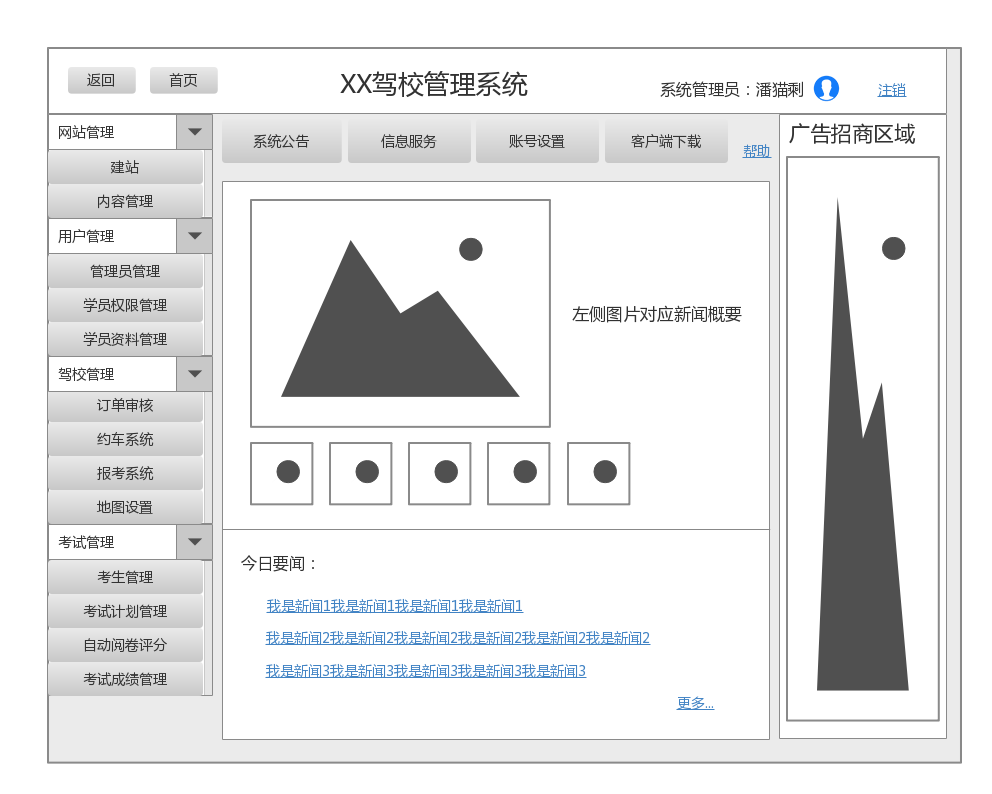 返回
首页
XX驾校管理系统
系统管理员：潘猫剩
注销
网站管理
建站
内容管理
用户管理
管理员管理
学员权限管理
学员资料管理
驾校管理
订单审核
约车系统
报考系统
地图设置
考试管理
考生管理
考试计划管理
自动阅卷评分
考试成绩管理
系统公告
信息服务
账号设置
客户端下载
帮助
左侧图片对应新闻概要
今日要闻：
我是新闻1我是新闻1我是新闻1我是新闻1
我是新闻2我是新闻2我是新闻2我是新闻2我是新闻2我是新闻2
我是新闻3我是新闻3我是新闻3我是新闻3我是新闻3
更多...
广告招商区域